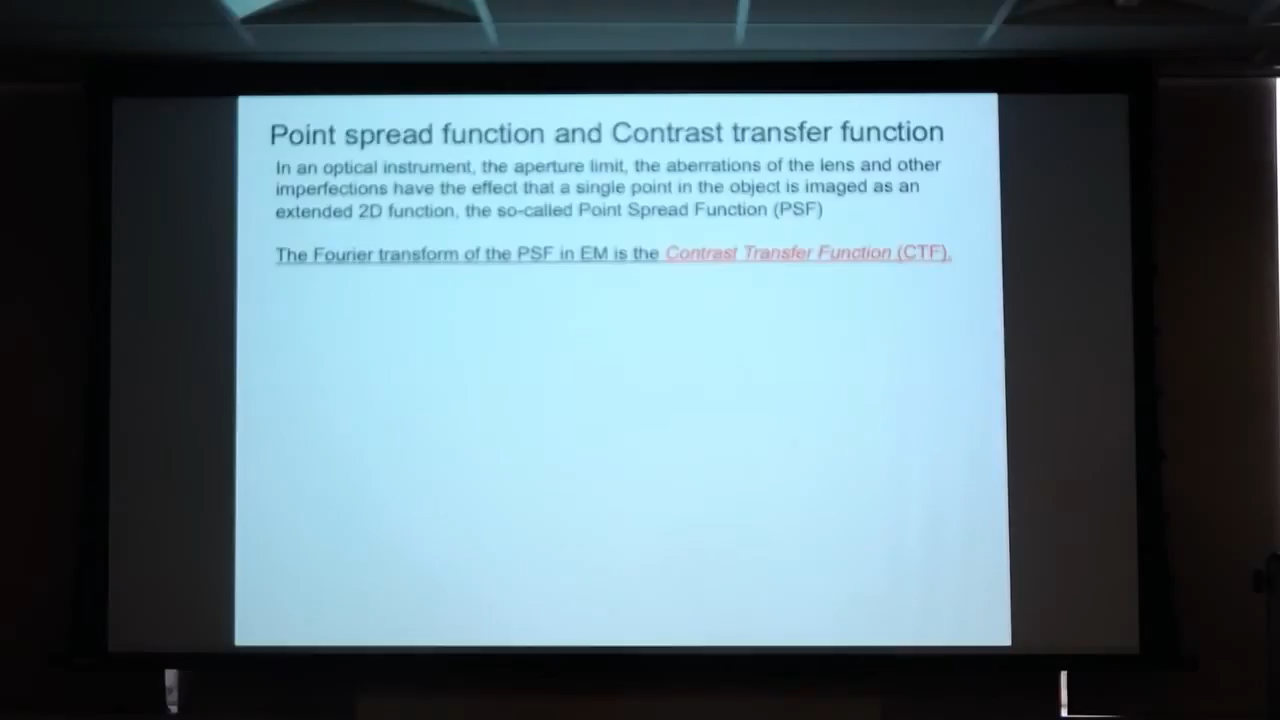 Point spread function and Contrast transfer function
In an optical instrument, the aperture limit, the aberrations of the lens and other
imperfections have the effect that a single point in the object is imaged as an
extended 2D function, the so-called Point Spread Function (PSF)
The Fourier transform of the PSF in EM is the Contrast Transfer Function (CTF).